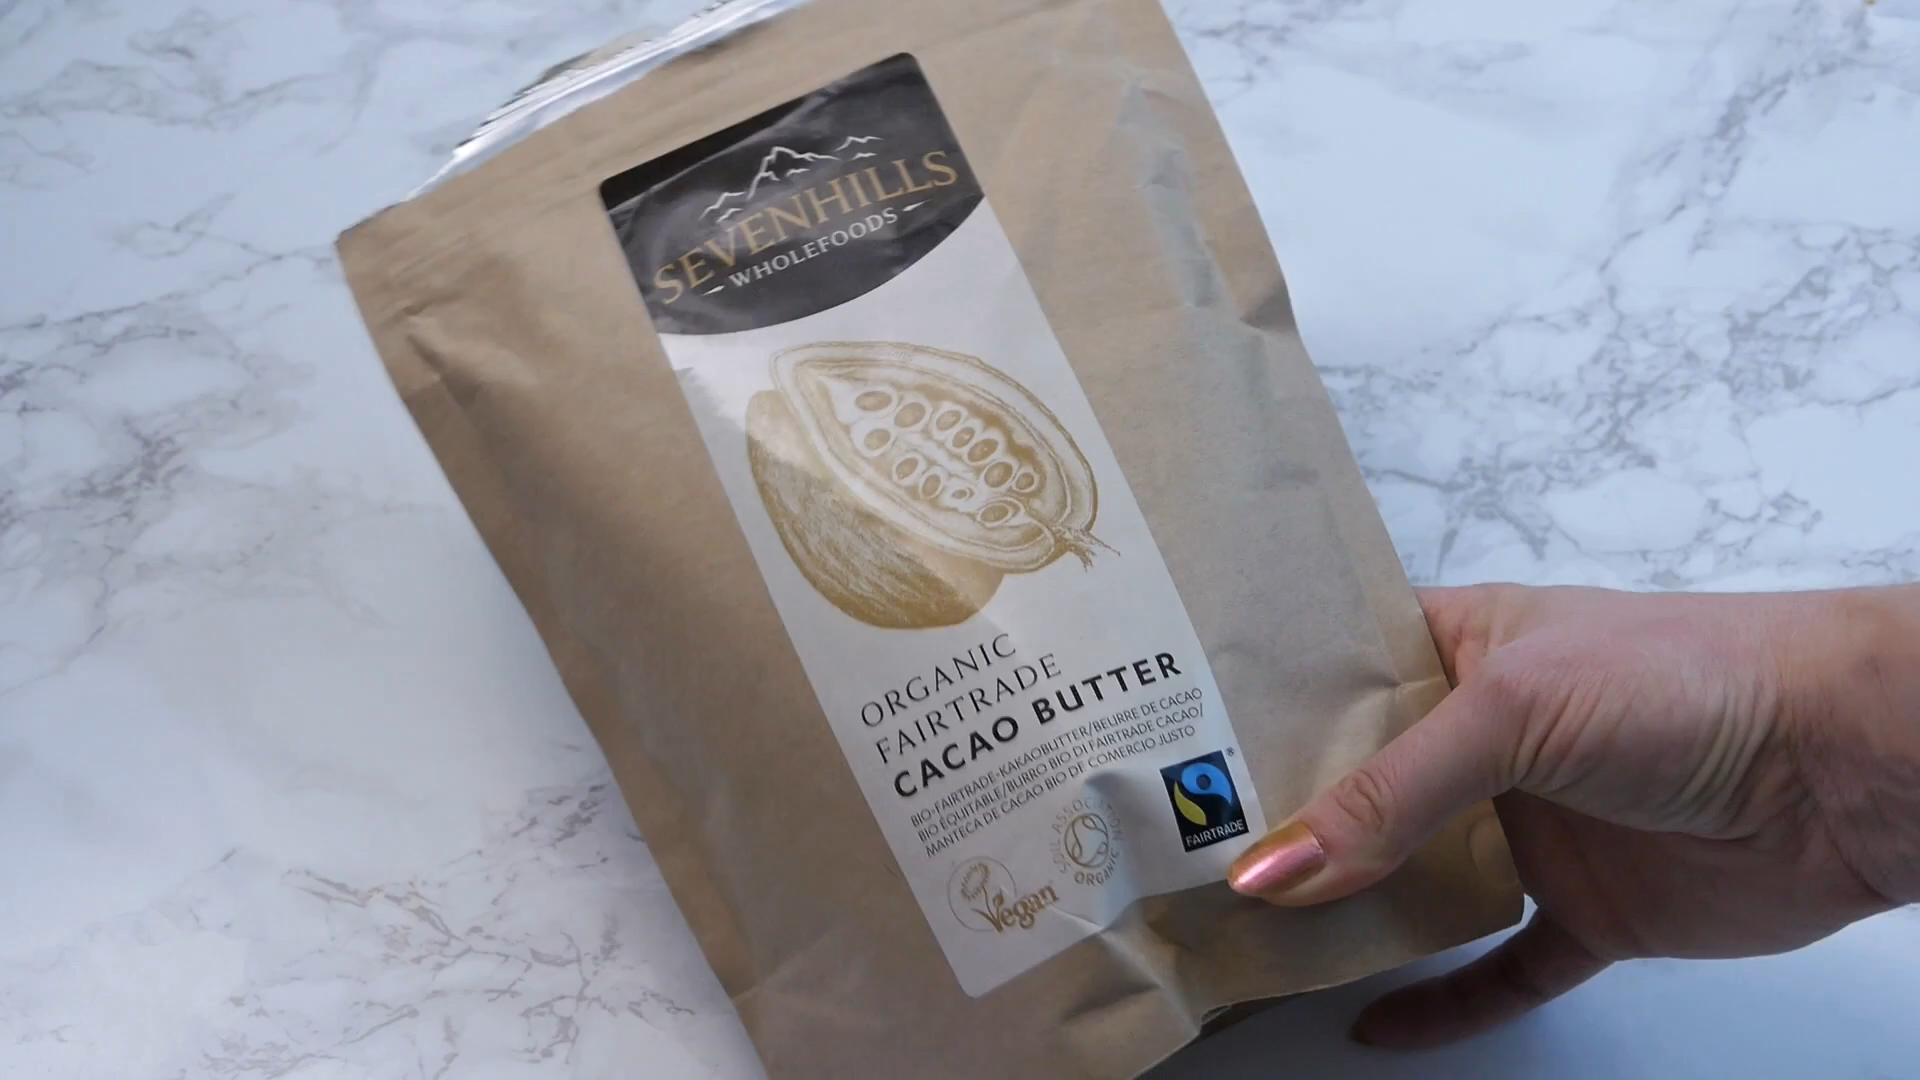 SEVENHILLS
WHOLEFOODS
ORGANIC
FAIRTRADE
CACAO BUTTER
BIO-FAIRTRADE-KAKAOBUTTER/BEURRE DE CACAO
BIO ÉQUITABLE/BURRO BIO DI FAIRTRADE CACAO/
MANTECA DE CACAO BIO DE COMERCIO JUSTO
FAIRTRADE
®
SOIL ASSOCIATION
ORGANIC
Vegan